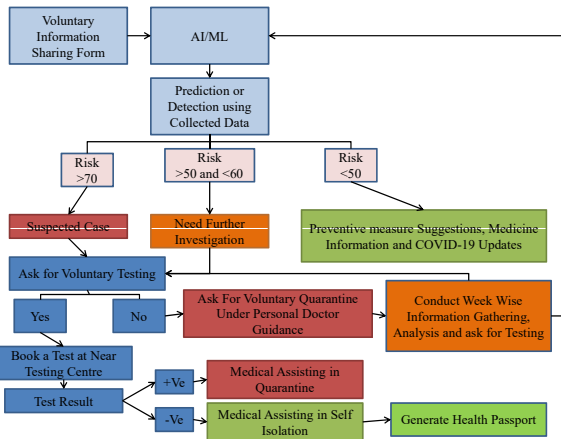 Voluntary
Information
Sharing Form
AI/ML
Prediction or
Detection using
Collected Data
Risk
>70
Risk
>50 and <60
Risk
<50
Suspected Case
Need Further
Investigation
Preventive measure Suggestions, Medicine
Information and COVID-19 Updates
Ask for Voluntary Testing
Yes
No
Ask For Voluntary Quarantine
Under Personal Doctor
Guidance
Conduct Week Wise
Information Gathering,
Analysis and ask for Testing
Book a Test at Near
Testing Centre
Test Result
+Ve
Medical Assisting in
Quarantine
-Ve
Medical Assisting in Self
Isolation
Generate Health Passport